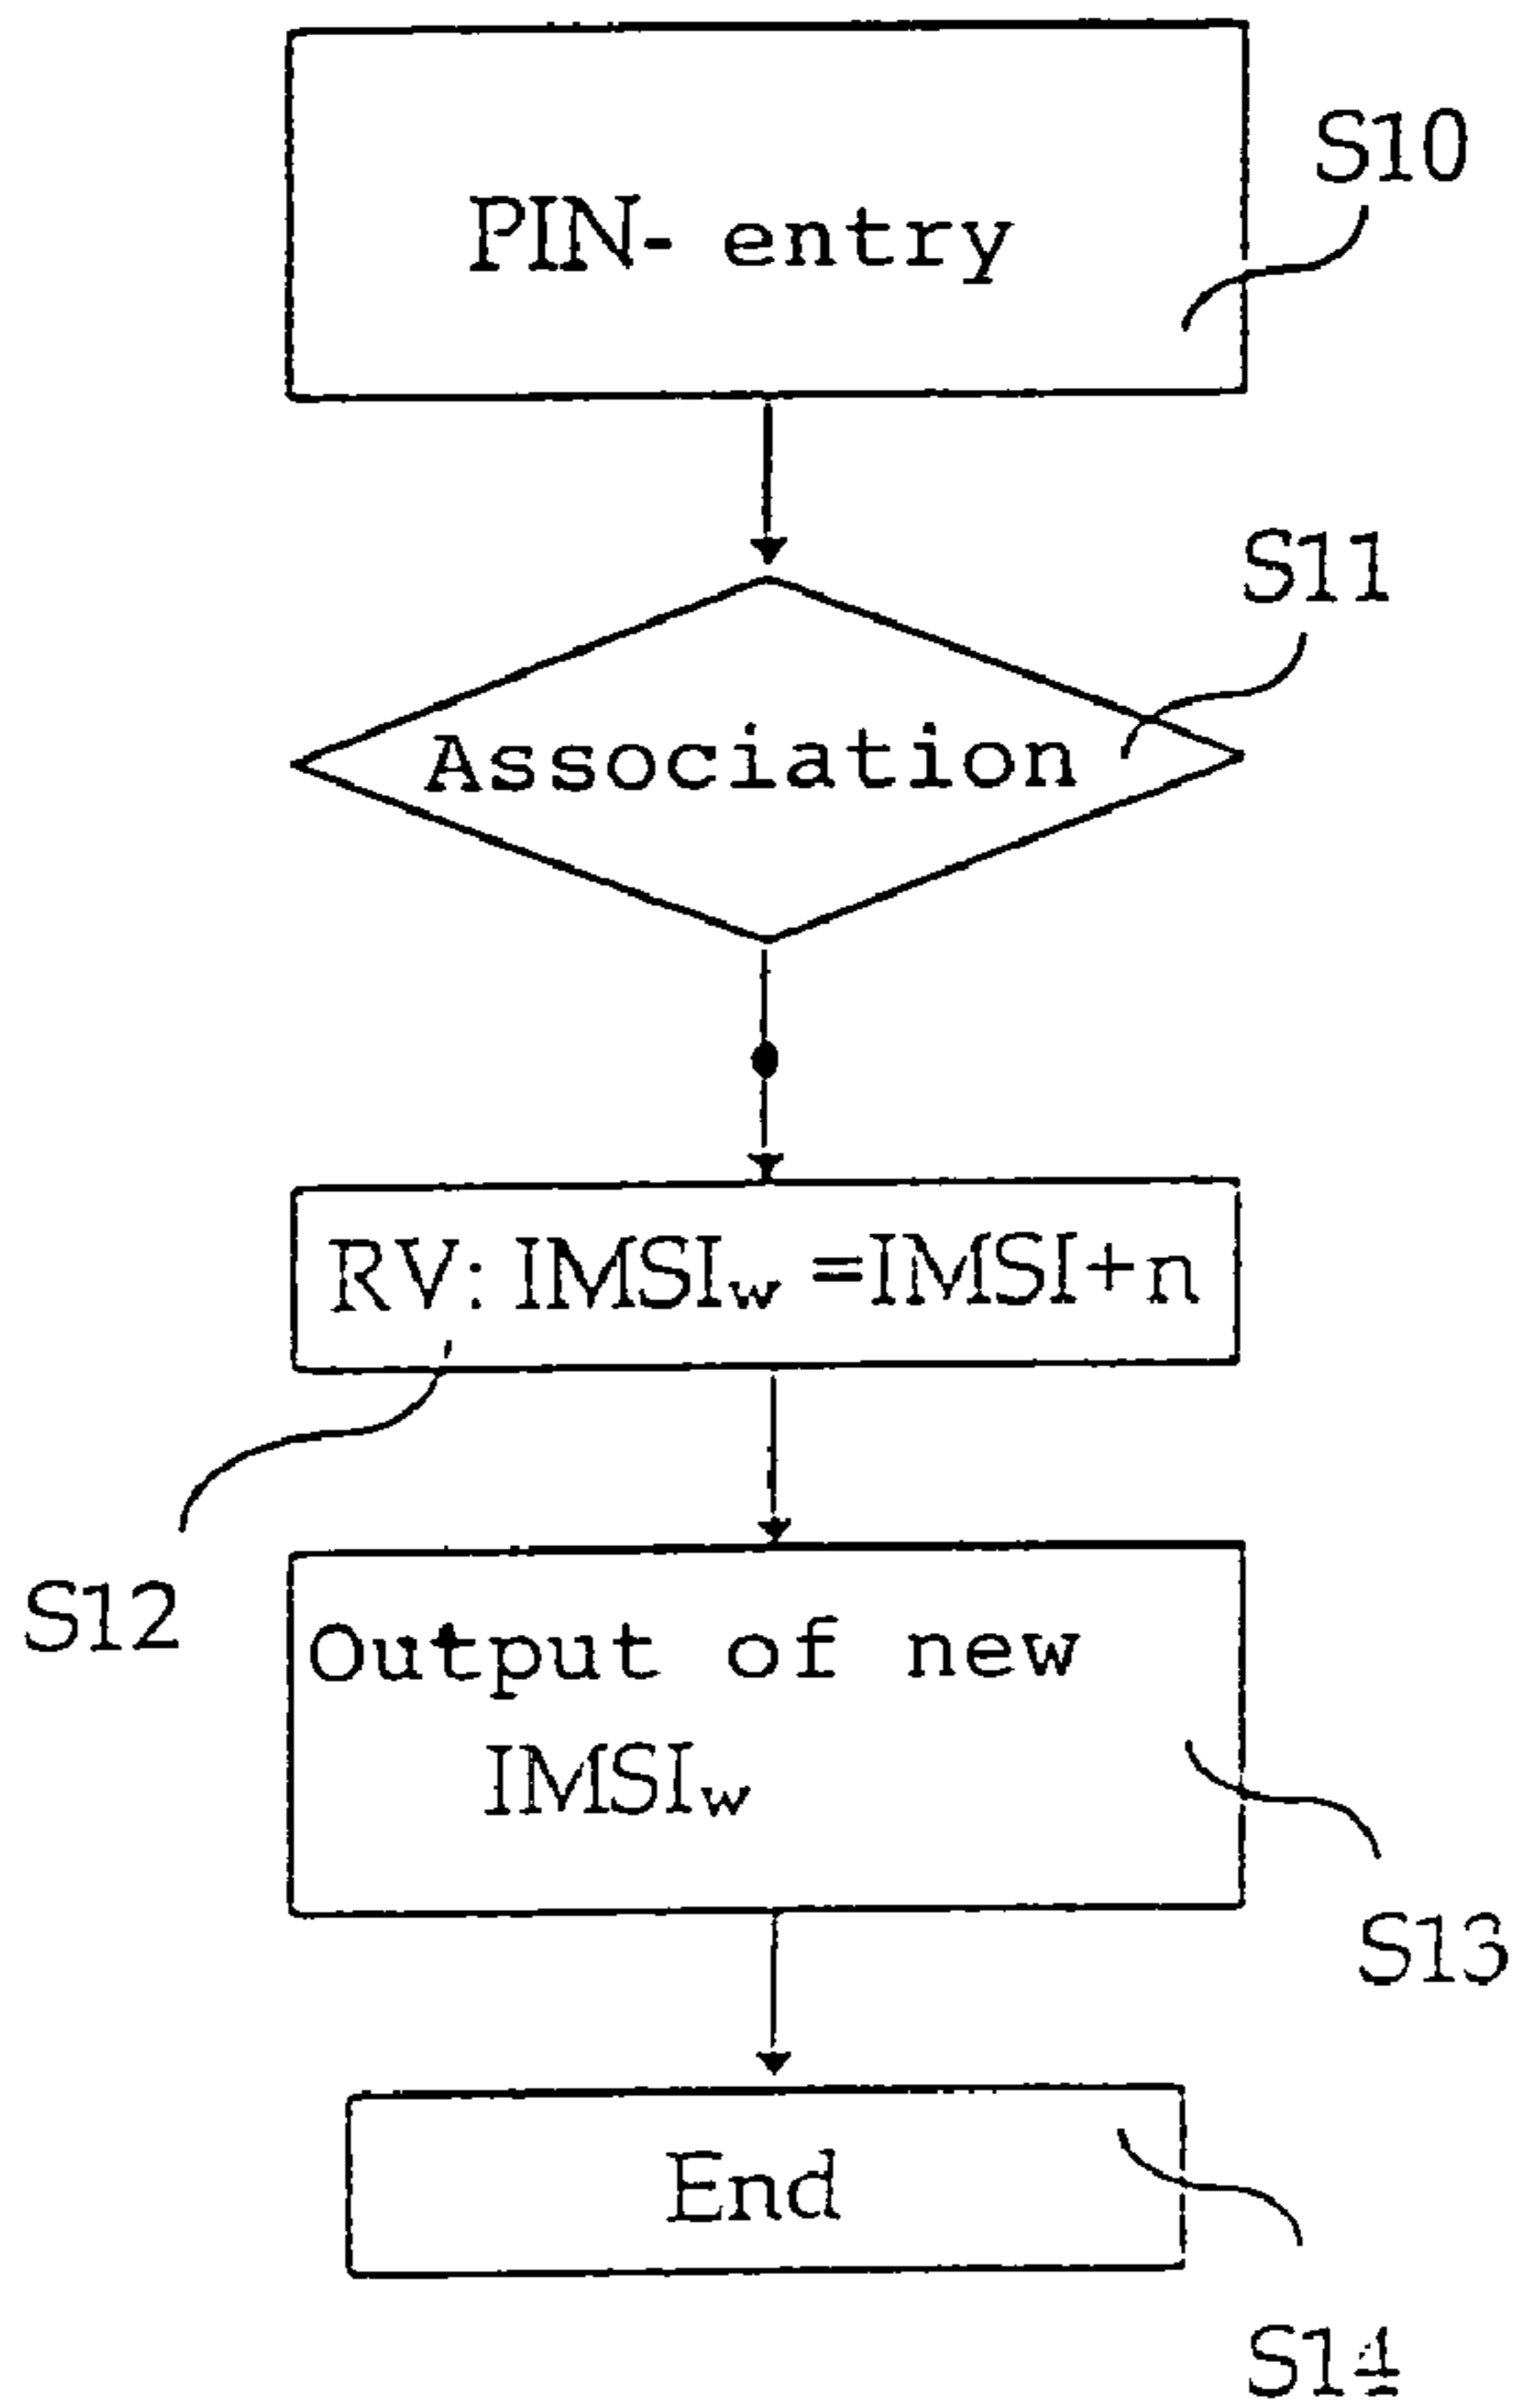 S10
PIN- entry
S11
Association
RV: IMSIw =IMSI+n
S12
Output of new
IMSIw
S13
End
S14